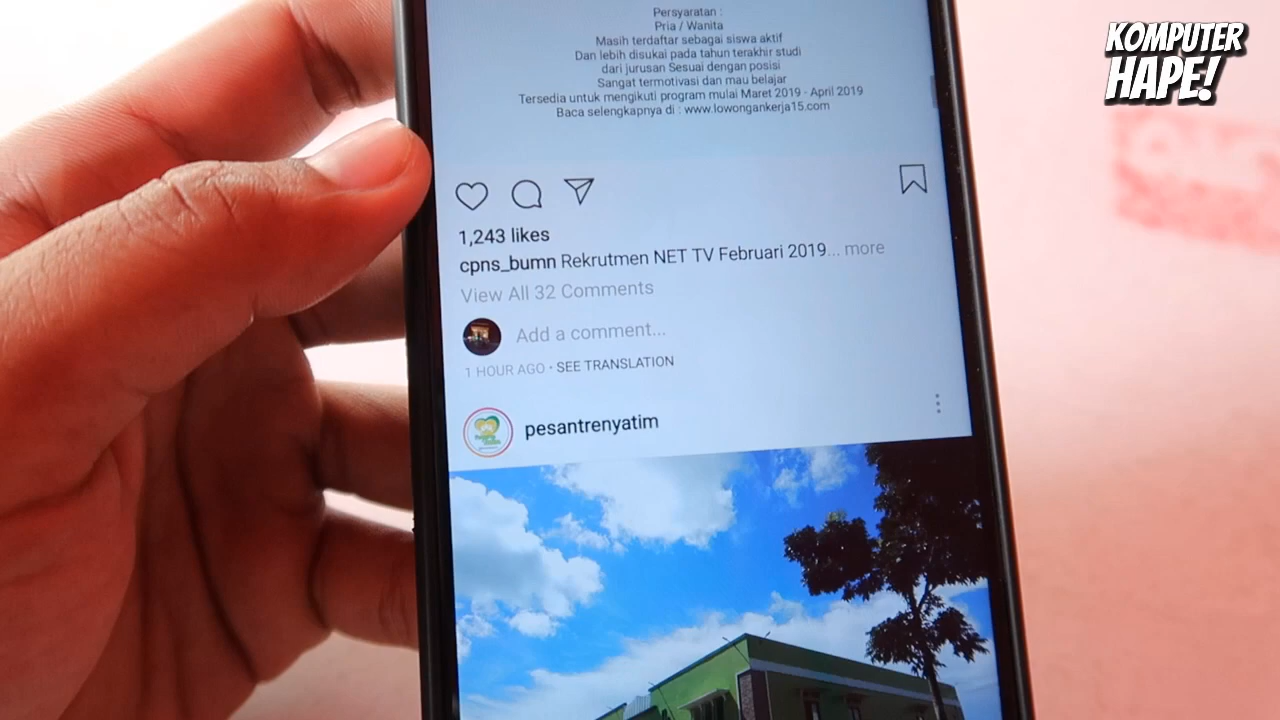 KOMPUTER
HAPE!
Persyaratan :
Pria / Wanita
Masih terdaftar sebagai siswa aktif
Dan lebih disukai pada tahun terakhir studi
dari jurusan Sesuai dengan posisi
Sangat termotivasi dan mau belajar
Tersedia untuk mengikuti program mulai Maret 2019 - April 2019
Baca selengkapnya di : www.lowongankerja15.com
1,243 likes
cpns_bumn Rekrutmen NET TV Februari 2019... more
View All 32 Comments
Add a comment...
1 HOUR AGO • SEE TRANSLATION
pesantrenyatim